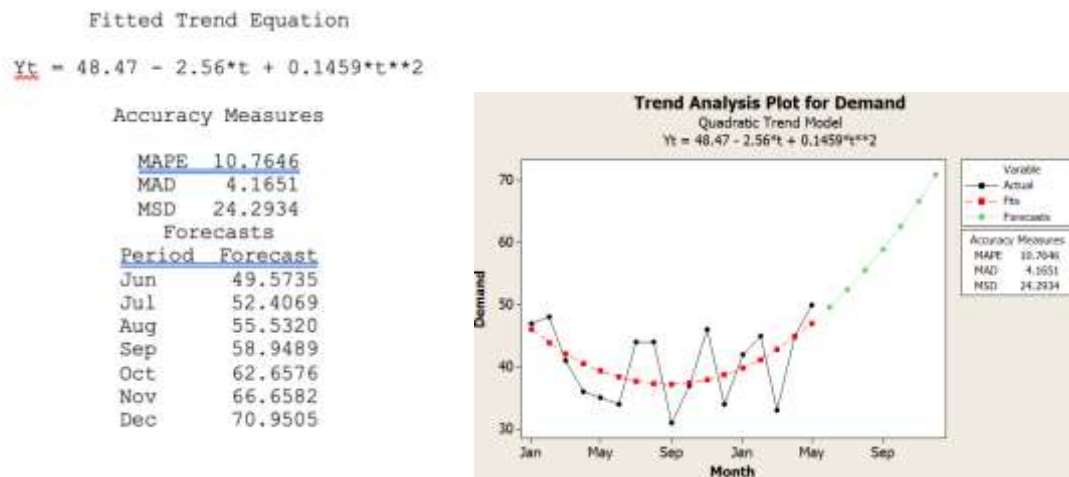 Fitted Trend Equation
Yt = 48.47 - 2.56*t + 0.1459*t**2
Accuracy Measures
MAPE 10.7646
MAD 4.1651
MSD 24.2934
Forecasts
Period Forecast
Jun 49.5735
Jul 52.4069
Aug 55.5320
Sep 58.9489
Oct 62.6576
Nov 66.6582
Dec 70.9505
Trend Analysis Plot for Demand
Quadratic Trend Model
Yt = 48.47 - 2.56*t + 0.1459*t**2
70
60
50
40
30
Demand
Jan May Sep Jan May Sep
Month
Variable
Actual
Fits
Forecasts
Accuracy Measures
MAPE 10.7646
MAD 4.1651
MSD 24.2934